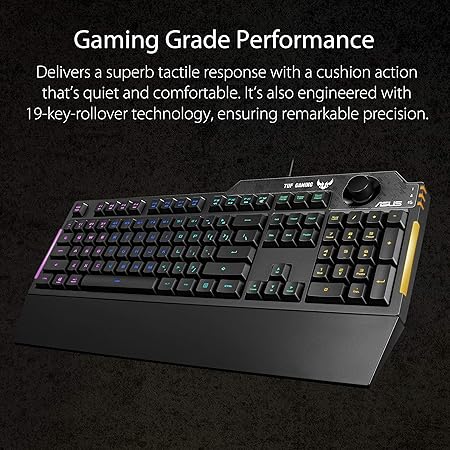 Gaming Grade Performance
Delivers a superb tactile response with a cushion action
that's quiet and comfortable. It's also engineered with
19-key-rollover technology, ensuring remarkable precision.
TUF GAMING
ASUS